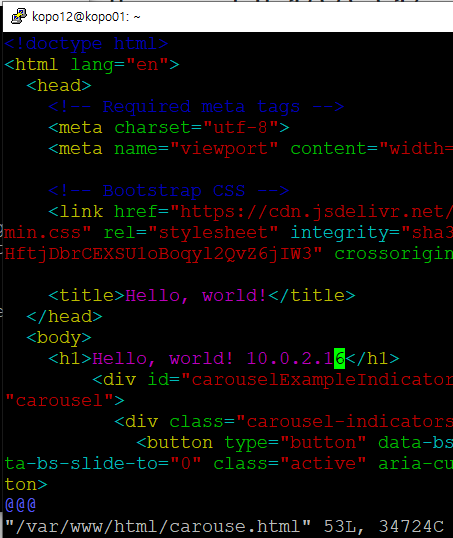 kopo12@kopo01: ~
<!doctype html>
<html lang="en">
<head>
<!-- Required meta tags -->
<meta charset="utf-8">
<meta name="viewport" content="width=
<!-- Bootstrap CSS -->
<link href="https://cdn.jsdelivr.net/
min.css" rel="stylesheet" integrity="sha3
HftjDbrCEXSU1oBoqyl2QvZ6jIW3" crossorigin
<title>Hello, world!</title>
</head>
<body>
<h1>Hello, world! 10.0.2.16</h1>
<div id="carouselExampleIndicator
"carousel">
<div class="carousel-indicators
<button type="button" data-bs
ta-bs-slide-to="0" class="active" aria-cu
ton>
@@@
"/var/www/html/carouse.html" 53L, 34724C